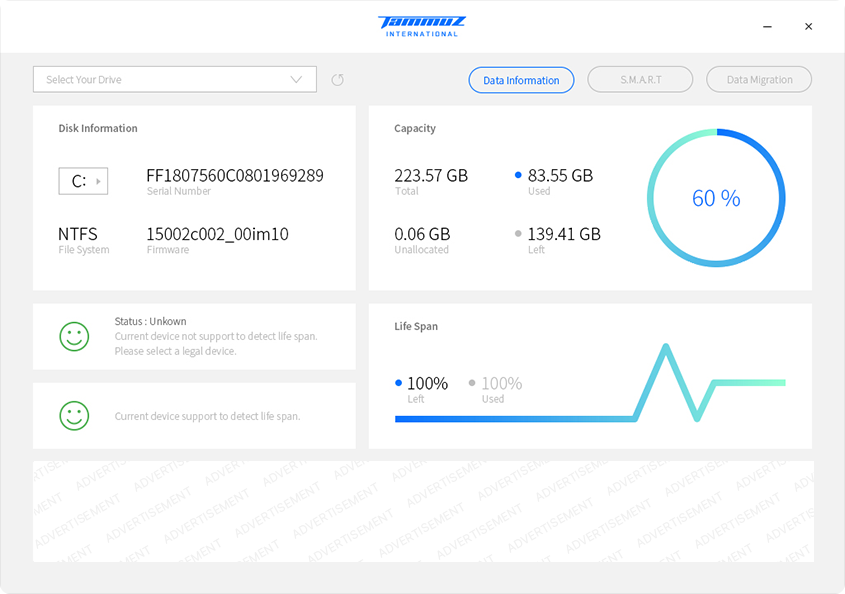 Tammuz
INTERNATIONAL
Select Your Drive
Data Information
S.M.A.R.T
Data Migration
Disk Information
C:
FF1807560C0801969289
Serial Number
NTFS
File System
15002c002_00im10
Firmware
Capacity
223.57 GB
Total
83.55 GB
Used
0.06 GB
Unallocated
139.41 GB
Left
60 %
Status : Unkown
Current device not support to detect life span.
Please select a legal device.
Current device support to detect life span.
Life Span
100%
Left
100%
Used
ADVERTISEMENT ADVERTISEMENT ADVERTISEMENT ADVERTISEMENT